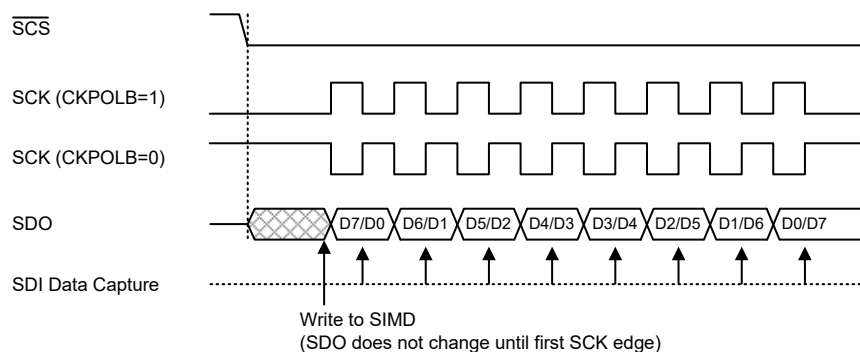 SCS
SCK (CKPOLB=1)
SCK (CKPOLB=0)
SDO
D7/D0 D6/D1 D5/D2 D4/D3 D3/D4 D2/D5 D1/D6 D0/D7
SDI Data Capture
Write to SIMD
(SDO does not change until first SCK edge)